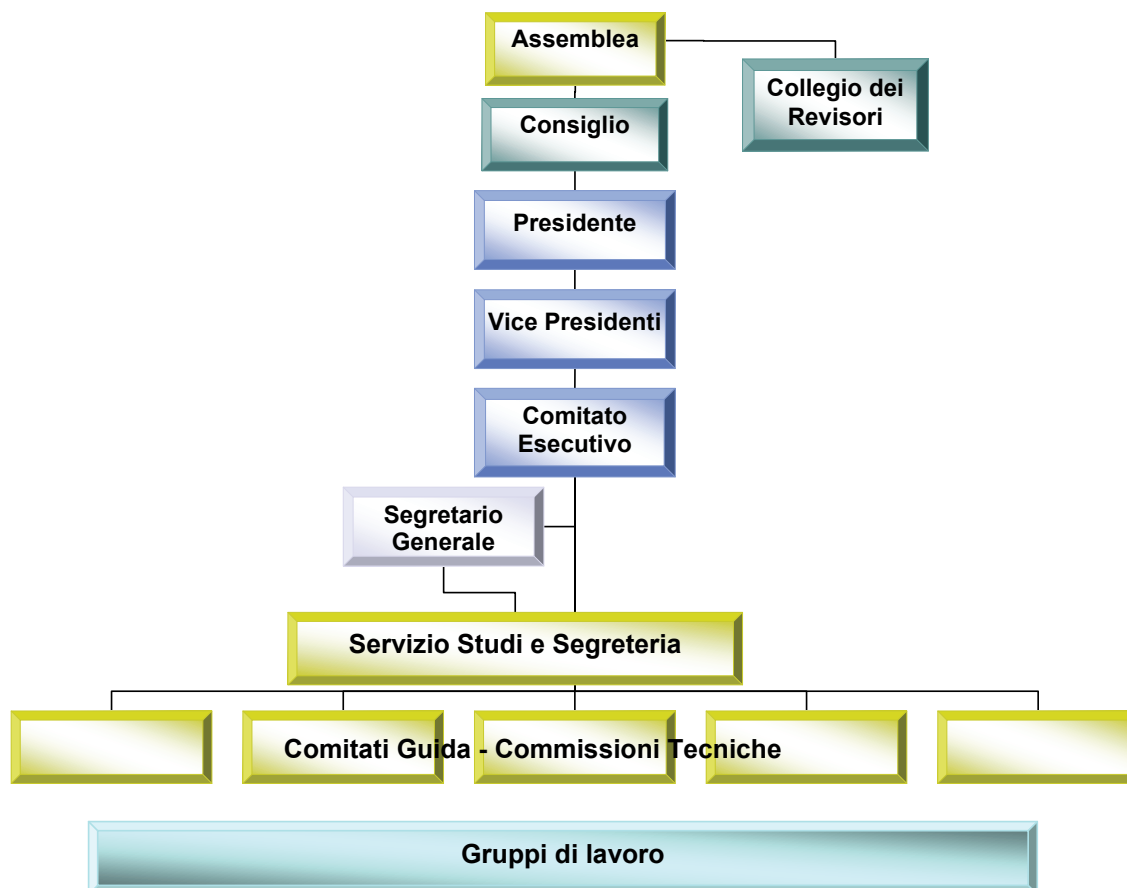 Assemblea
Collegio dei
Revisori
Consiglio
Presidente
Vice Presidenti
Comitato
Esecutivo
Segretario
Generale
Servizio Studi e Segreteria
Comitati Guida - Commissioni Tecniche
Gruppi di lavoro